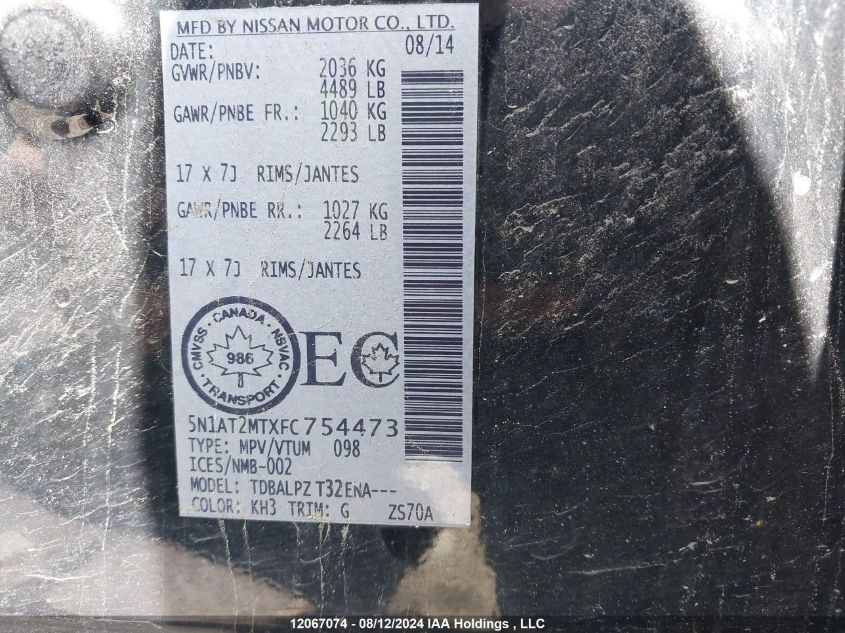 MFD BY NISSAN MOTOR CO., LTD.
DATE: 08/14
GVWR/PNBV: 2036 KG
4489 LB
GAWR/PNBE FR.: 1040 KG
2293 LB
17 X 7J RIMS/JANTES
GAWR/PNBE RR.: 1027 KG
2264 LB
17 X 7J RIMS/JANTES
CMVSS · CANADA · NSVAC
986
· TRANSPORT ·
EC
5N1AT2MTXFC754473
TYPE: MPV/VTUM 098
ICES/NMB-002
MODEL: TDBALPZ T32ENA---
COLOR: KH3 TRIM: G ZS70A
12067074 - 08/12/2024 IAA Holdings , LLC